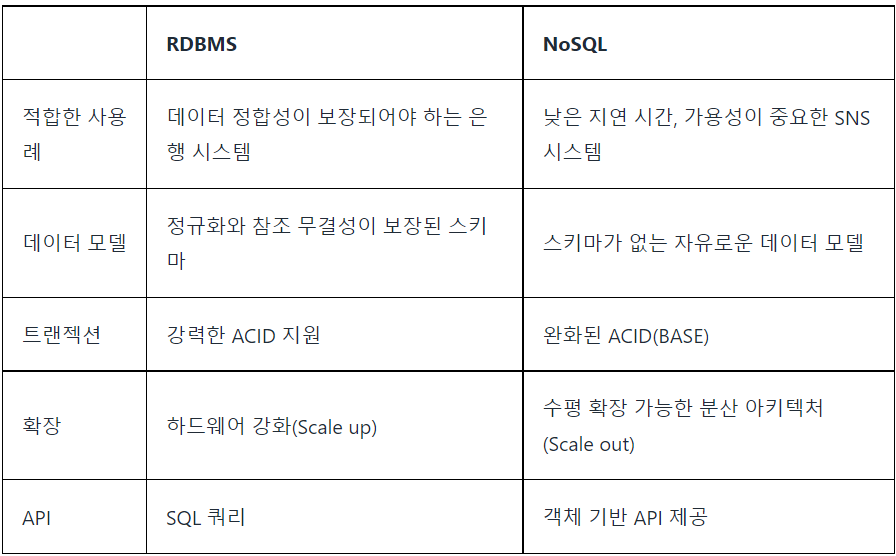 RDBMS NoSQL
적합한 사용 데이터 정합성이 보장되어야 하는 은 낮은 지연 시간, 가용성이 중요한 SNS
례 행 시스템 시스템
데이터 모델 정규화와 참조 무결성이 보장된 스키 스키마가 없는 자유로운 데이터 모델
마
트랜젝션 강력한 ACID 지원 완화된 ACID(BASE)
확장 하드웨어 강화(Scale up) 수평 확장 가능한 분산 아키텍처
(Scale out)
API SQL 쿼리 객체 기반 API 제공